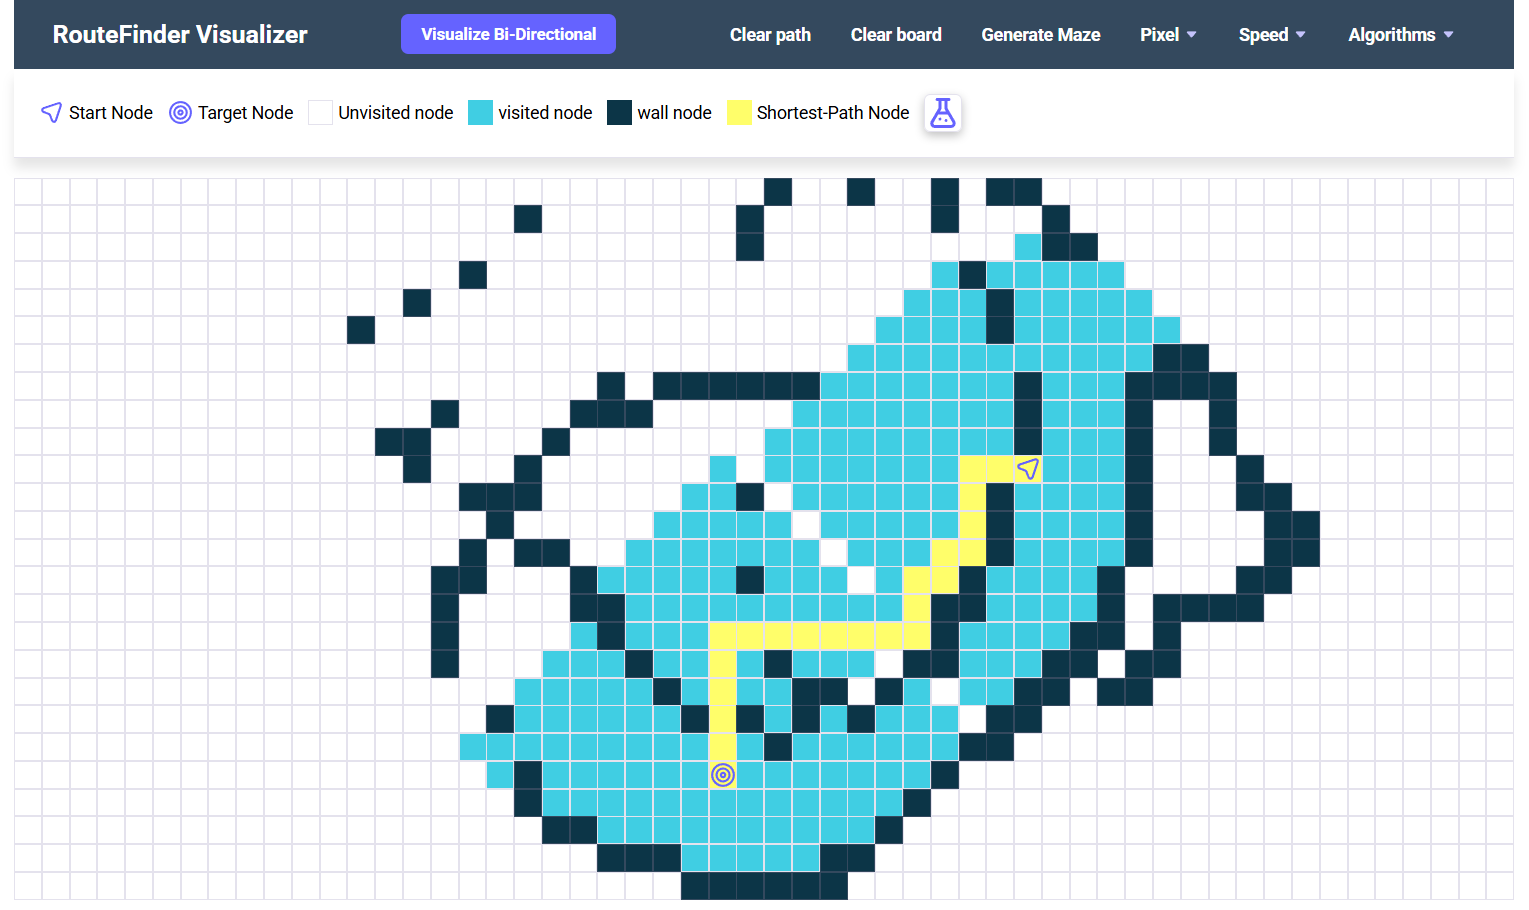 RouteFinder Visualizer
Visualize Bi-Directional
Clear path
Clear board
Generate Maze
Pixel
Speed
Algorithms
Start Node
Target Node
Unvisited node
visited node
wall node
Shortest-Path Node